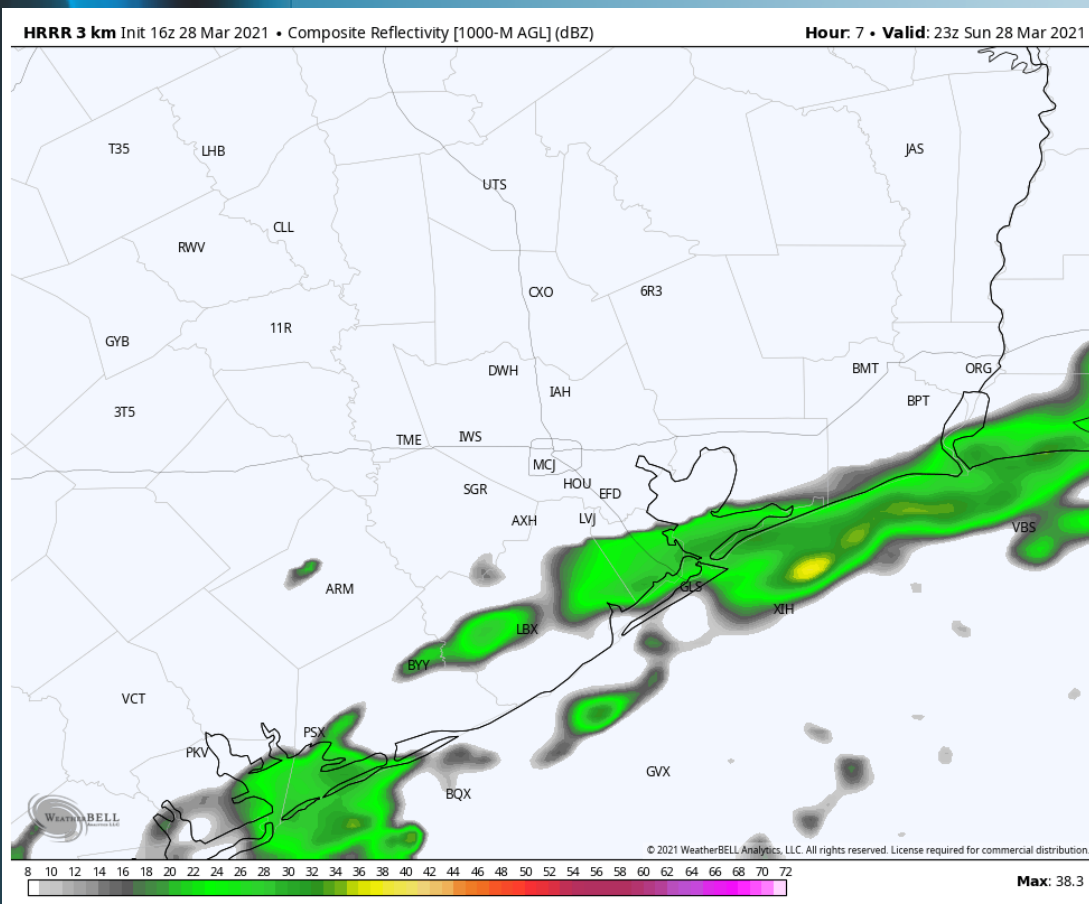 HRRR 3 km Init 16z 28 Mar 2021 • Composite Reflectivity [1000-M AGL] (dBZ) Hour: 7 • Valid: 23z Sun 28 Mar 2021
T35 LHB JAS
UTS
CLL
RWV
CXO 6R3
11R
GYB
DWH BMT ORG
IAH
3T5 BPT
TME IWS
MCJ
SGR HOU EFD
AXH LVJ VBS
ARM GLS
XIH
LBX
BYY
VCT
PSX
PKV
GVX
BQX
WEATHERBELL
© 2021 WeatherBELL Analytics, LLC. All rights reserved. License required for commercial distribution.
8 10 12 14 16 18 20 22 24 26 28 30 32 34 36 38 40 42 44 46 48 50 52 54 56 58 60 62 64 66 68 70 72
Max: 38.3